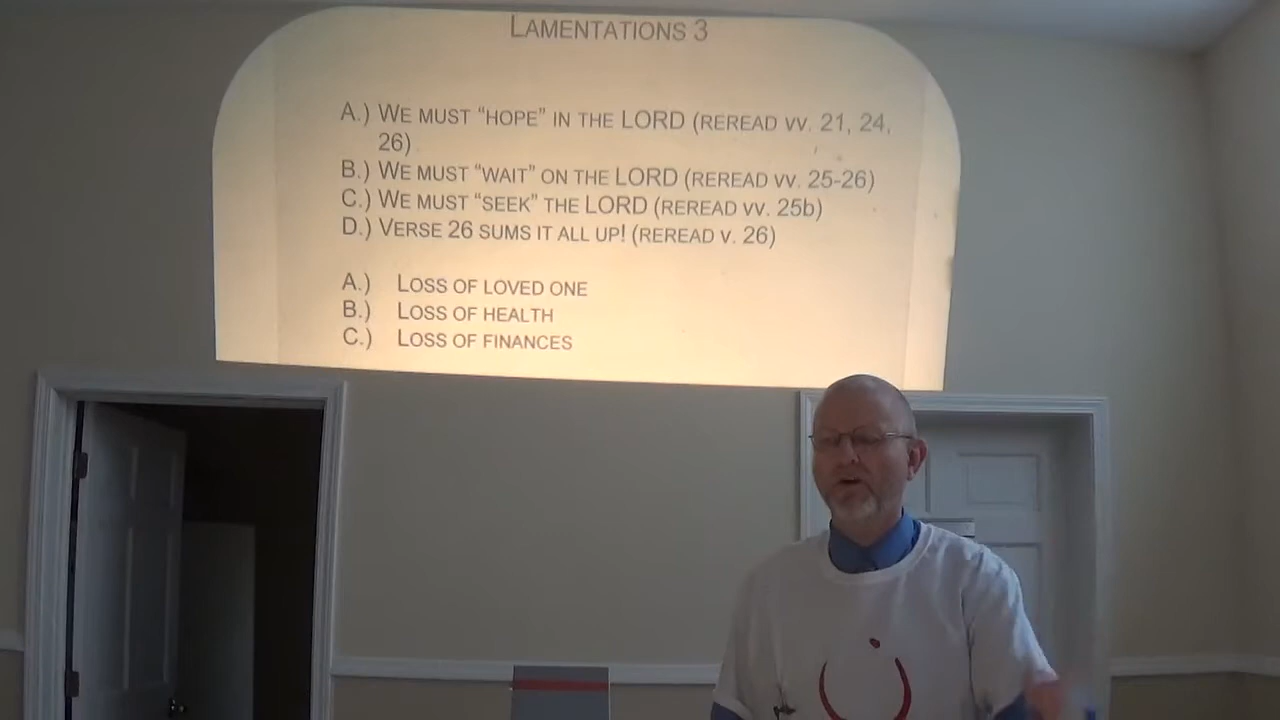 LAMENTATIONS 3
A.) WE MUST “HOPE” IN THE LORD (REREAD VV. 21, 24,
26)
B.) WE MUST “WAIT” ON THE LORD (REREAD VV. 25-26)
C.) WE MUST “SEEK” THE LORD (REREAD VV. 25b)
D.) VERSE 26 SUMS IT ALL UP! (REREAD V. 26)
A.) LOSS OF LOVED ONE
B.) LOSS OF HEALTH
C.) LOSS OF FINANCES